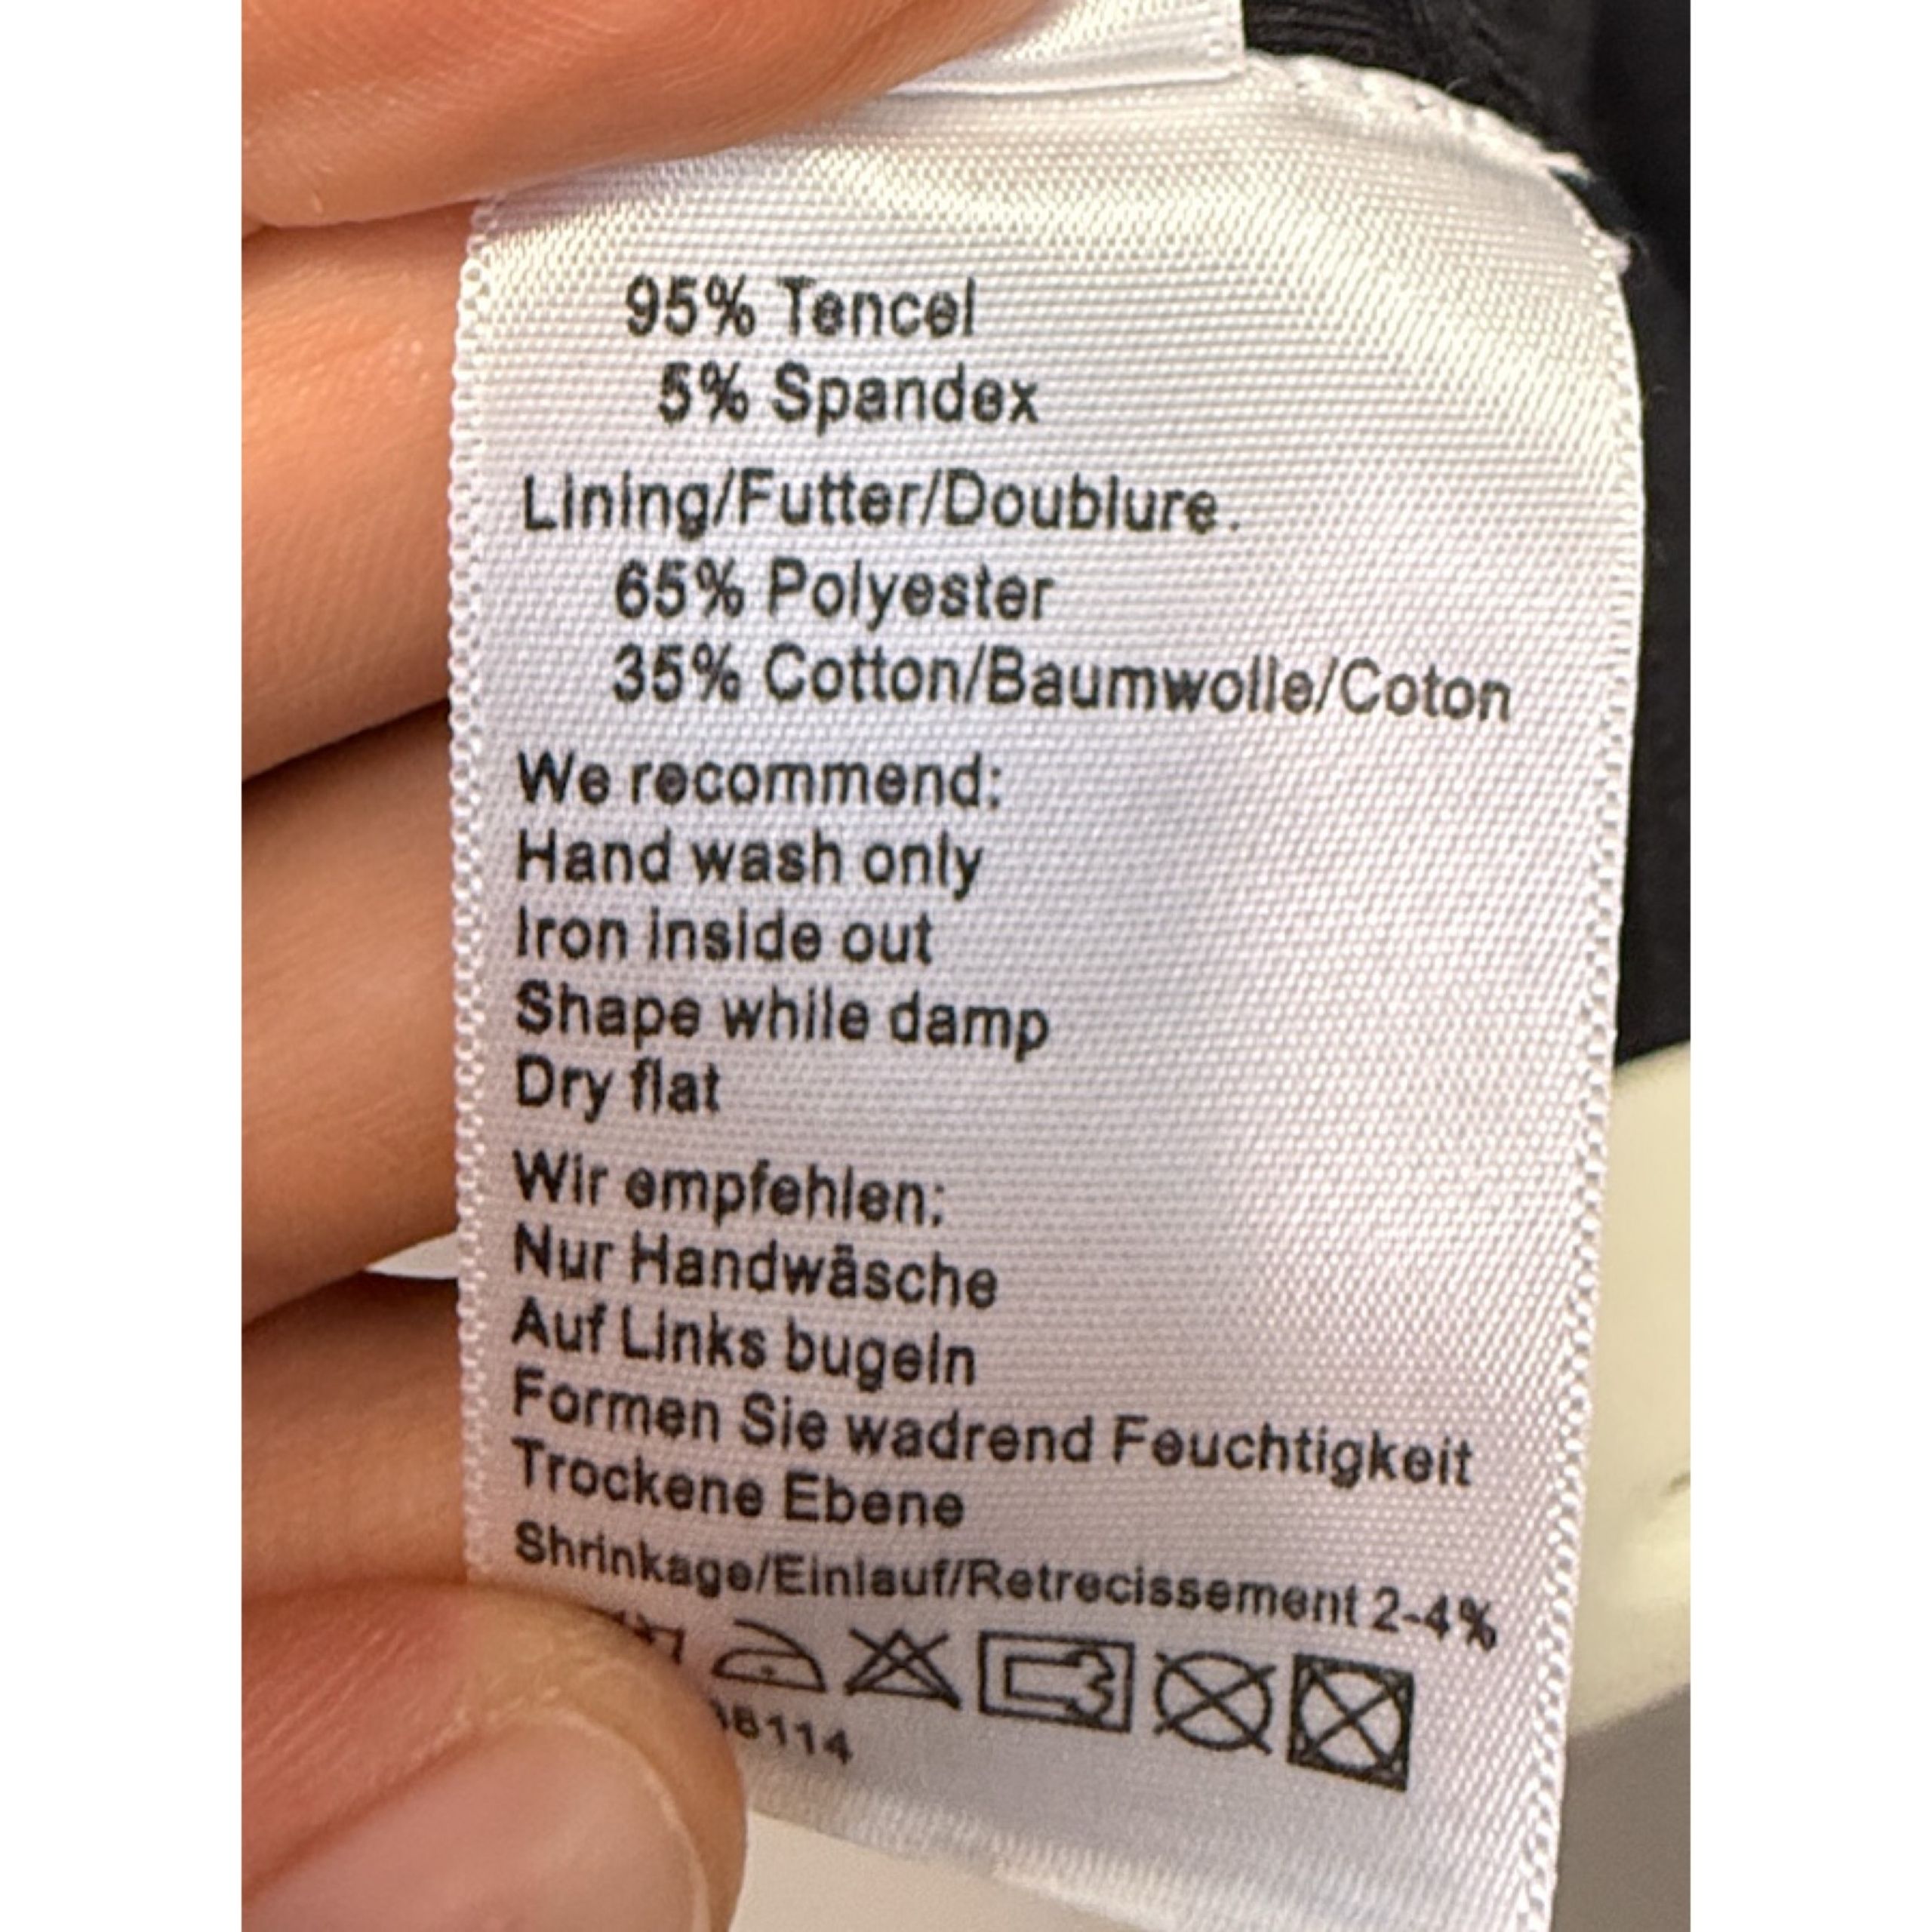 95% Tencel
5% Spandex
Lining/Futter/Doublure.
65% Polyester
35% Cotton/Baumwolle/Coton
We recommend:
Hand wash only
Iron inside out
Shape while damp
Dry flat
Wir empfehlen:
Nur Handwäsche
Auf Links bugeln
Formen Sie wadrend Feuchtigkeit
Trockene Ebene
Shrinkage/Einlauf/Retrecissement 2-4%